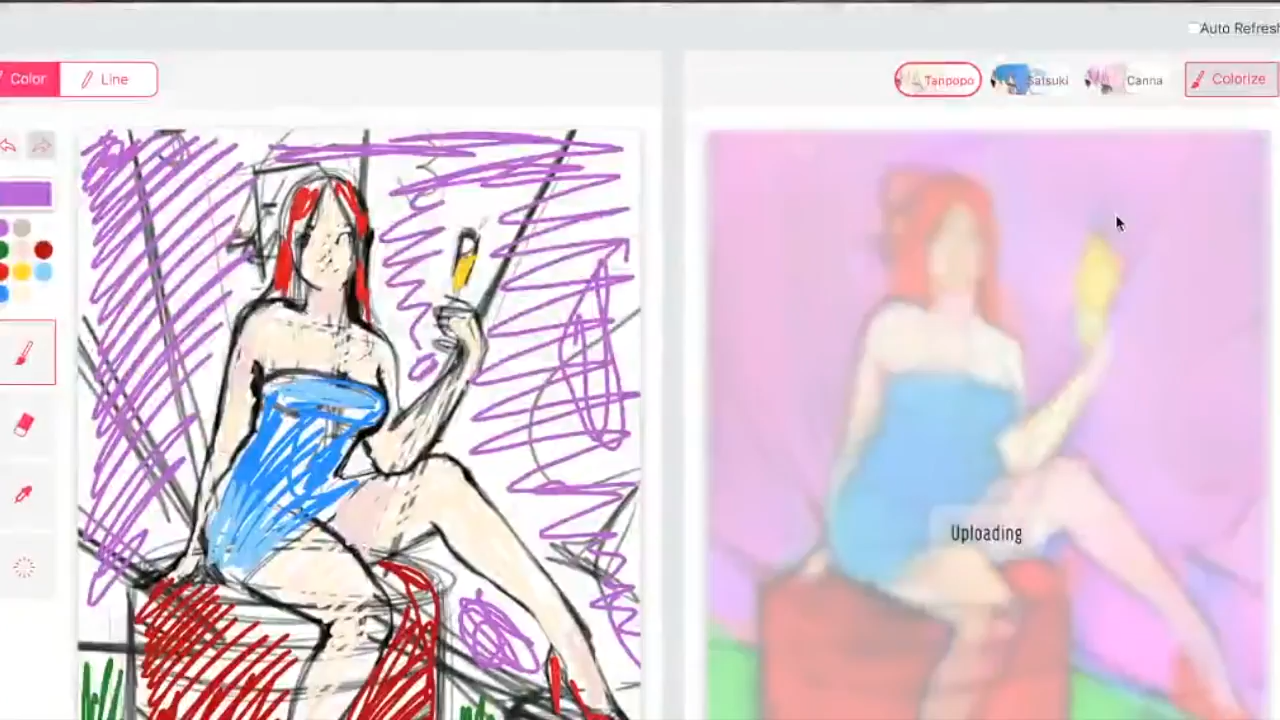 Auto Refresh
Color
Line
Tanpopo
Satsuki
Canna
Colorize
Uploading